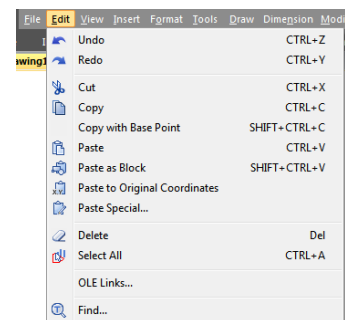 File Edit View Insert Format Tools Draw Dimension Modi
awing1
Undo CTRL+Z
Redo CTRL+Y
Cut CTRL+X
Copy CTRL+C
Copy with Base Point SHIFT+CTRL+C
Paste CTRL+V
Paste as Block SHIFT+CTRL+V
Paste to Original Coordinates
Paste Special...
Delete Del
Select All CTRL+A
OLE Links...
Find...